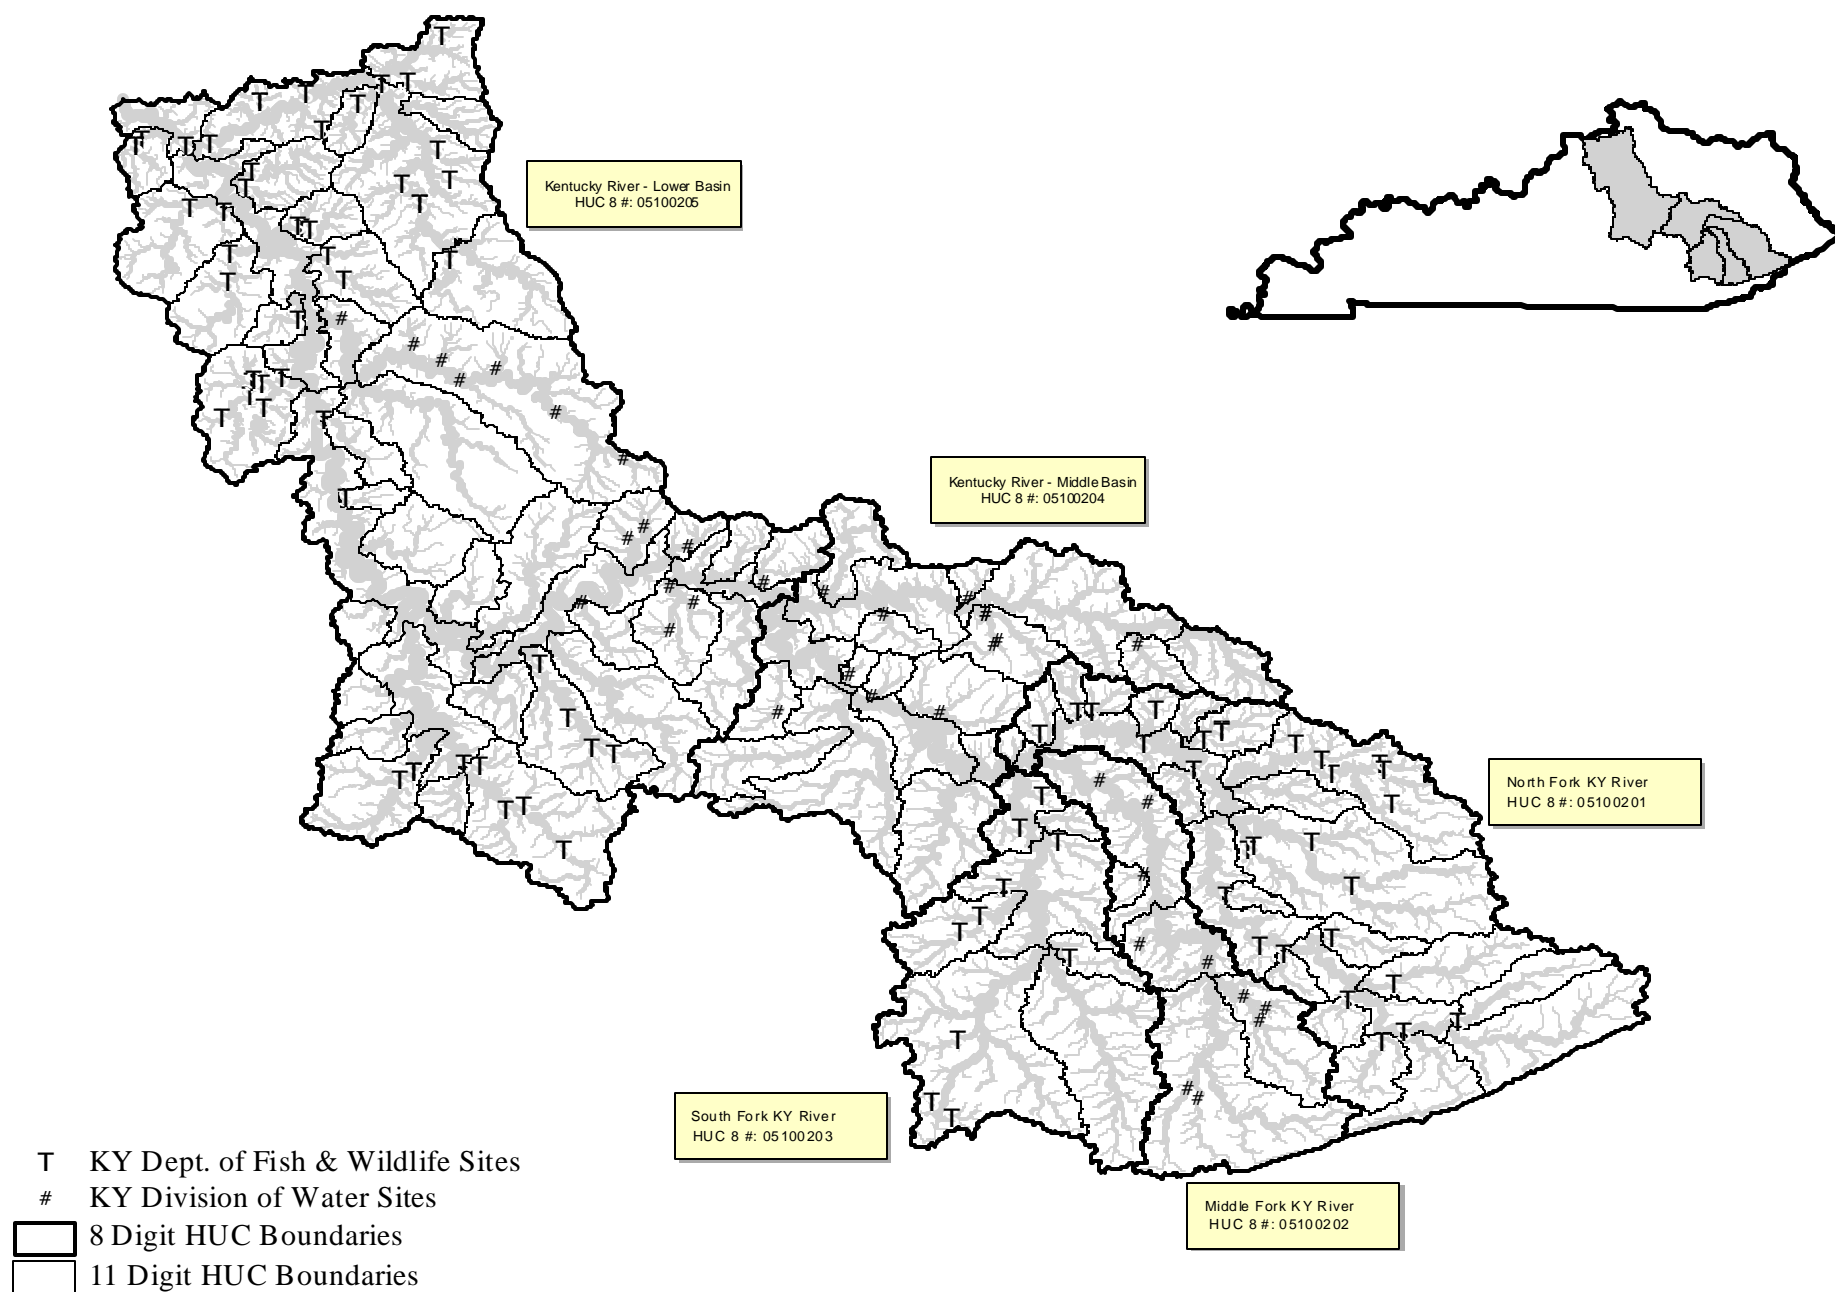 Kentucky River - Lower Basin
HUC 8 #: 05100205
Kentucky River - Middle Basin
HUC 8 #: 05100204
North Fork KY River
HUC 8 #: 05100201
South Fork KY River
HUC 8 #: 05100203
Middle Fork KY River
HUC 8 #: 05100202
T KY Dept. of Fish & Wildlife Sites
# KY Division of Water Sites
8 Digit HUC Boundaries
11 Digit HUC Boundaries